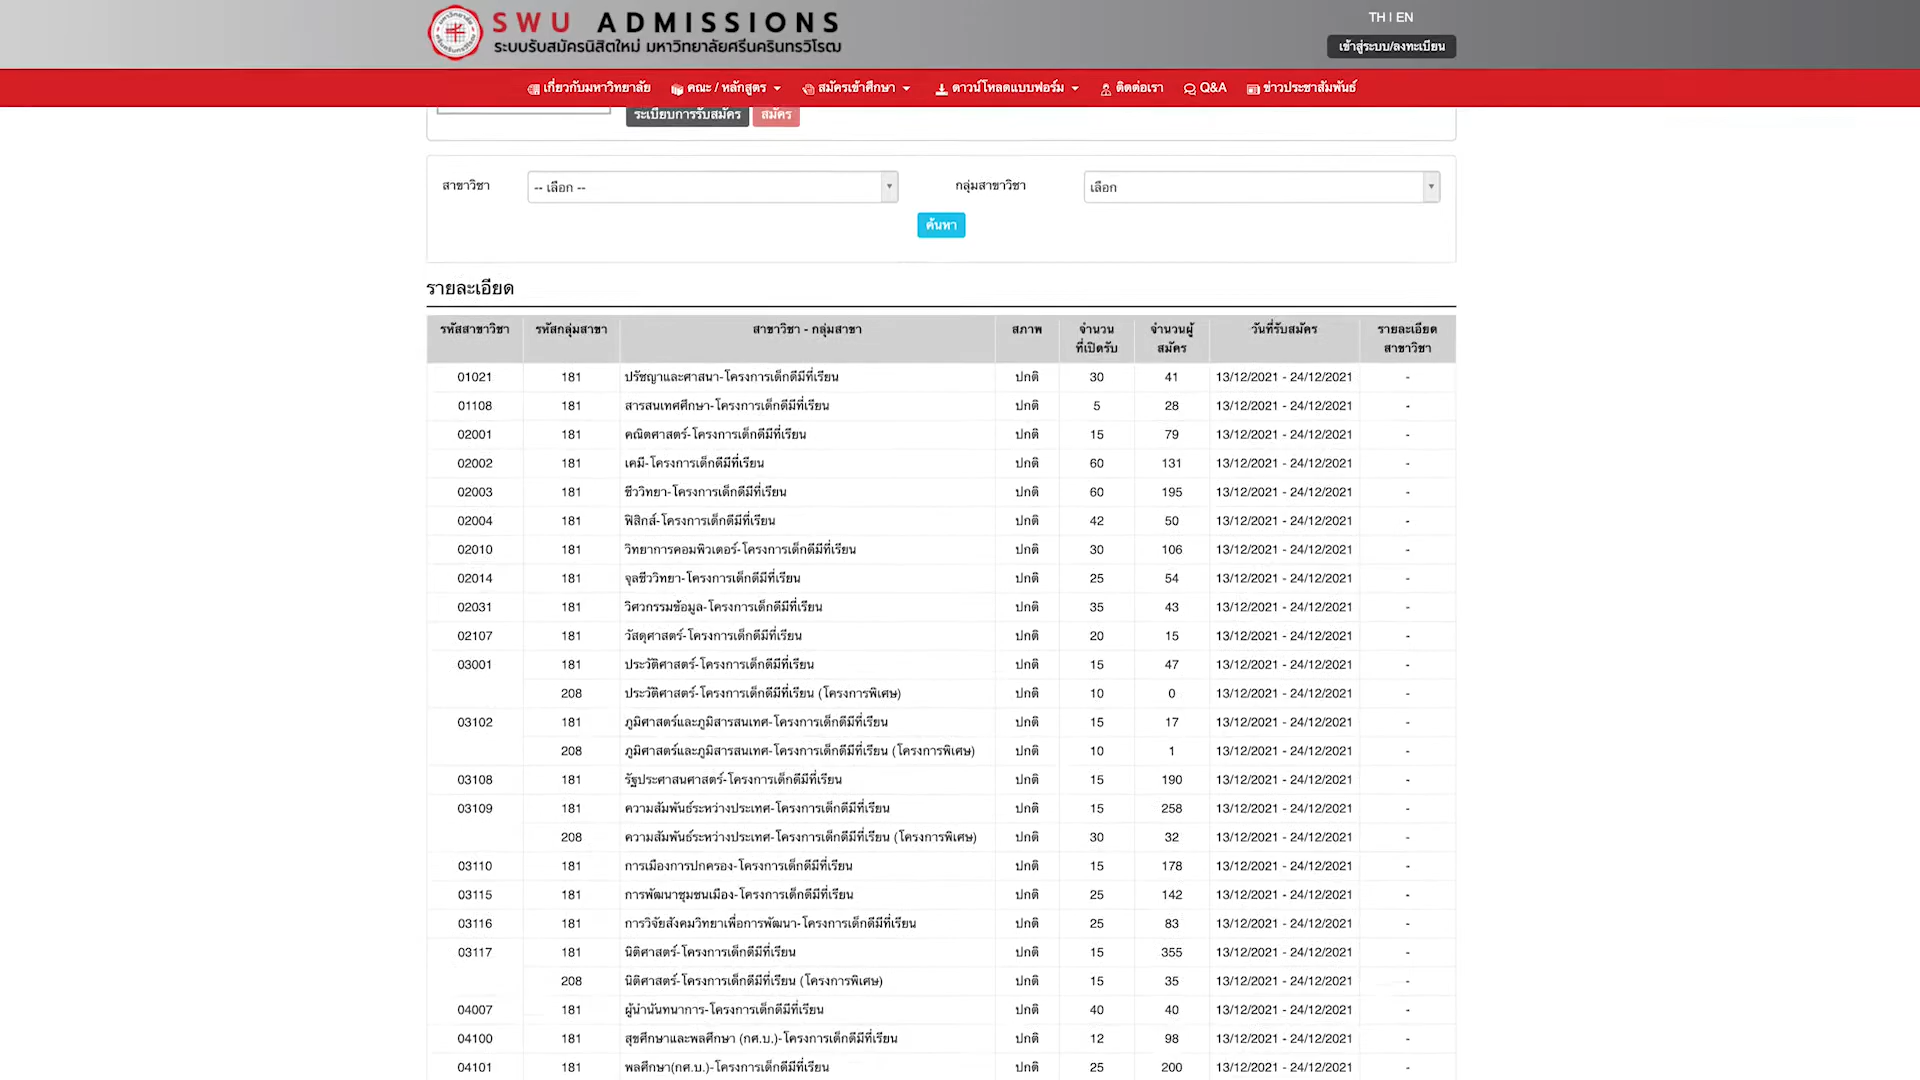 SWU ADMISSIONS
ระบบรับสมัครนิสิตใหม่ มหาวิทยาลัยศรีนครินทรวิโรฒ
TH | EN
เข้าสู่ระบบ/ลงทะเบียน
เกี่ยวกับมหาวิทยาลัย คณะ / หลักสูตร สมัครเข้าศึกษา ดาวน์โหลดแบบฟอร์ม ติดต่อเรา Q&A ข่าวประชาสัมพันธ์
ระเบียบการรับสมัคร สมัคร
สาขาวิชา -- เลือก -- กลุ่มสาขาวิชา เลือก
ค้นหา
รายละเอียด
รหัสสาขาวิชา รหัสกลุ่มสาขา สาขาวิชา - กลุ่มสาขา สภาพ จำนวน จำนวนผู้ วันที่รับสมัคร รายละเอียด
ที่เปิดรับ สมัคร สาขาวิชา
01021 181 ปรัชญาและศาสนา-โครงการเด็กดีมีที่เรียน ปกติ 30 41 13/12/2021 - 24/12/2021 -
01108 181 สารสนเทศศึกษา-โครงการเด็กดีมีที่เรียน ปกติ 5 28 13/12/2021 - 24/12/2021 -
02001 181 คณิตศาสตร์-โครงการเด็กดีมีที่เรียน ปกติ 15 79 13/12/2021 - 24/12/2021 -
02002 181 เคมี-โครงการเด็กดีมีที่เรียน ปกติ 60 131 13/12/2021 - 24/12/2021 -
02003 181 ชีววิทยา-โครงการเด็กดีมีที่เรียน ปกติ 60 195 13/12/2021 - 24/12/2021 -
02004 181 ฟิสิกส์-โครงการเด็กดีมีที่เรียน ปกติ 42 50 13/12/2021 - 24/12/2021 -
02010 181 วิทยาการคอมพิวเตอร์-โครงการเด็กดีมีที่เรียน ปกติ 30 106 13/12/2021 - 24/12/2021 -
02014 181 จุลชีววิทยา-โครงการเด็กดีมีที่เรียน ปกติ 25 54 13/12/2021 - 24/12/2021 -
02031 181 วิศวกรรมข้อมูล-โครงการเด็กดีมีที่เรียน ปกติ 35 43 13/12/2021 - 24/12/2021 -
02107 181 วัสดุศาสตร์-โครงการเด็กดีมีที่เรียน ปกติ 20 15 13/12/2021 - 24/12/2021 -
03001 181 ประวัติศาสตร์-โครงการเด็กดีมีที่เรียน ปกติ 15 47 13/12/2021 - 24/12/2021 -
208 ประวัติศาสตร์-โครงการเด็กดีมีที่เรียน (โครงการพิเศษ) ปกติ 10 0 13/12/2021 - 24/12/2021 -
03102 181 ภูมิศาสตร์และภูมิสารสนเทศ-โครงการเด็กดีมีที่เรียน ปกติ 15 17 13/12/2021 - 24/12/2021 -
208 ภูมิศาสตร์และภูมิสารสนเทศ-โครงการเด็กดีมีที่เรียน (โครงการพิเศษ) ปกติ 10 1 13/12/2021 - 24/12/2021 -
03108 181 รัฐประศาสนศาสตร์-โครงการเด็กดีมีที่เรียน ปกติ 15 190 13/12/2021 - 24/12/2021 -
03109 181 ความสัมพันธ์ระหว่างประเทศ-โครงการเด็กดีมีที่เรียน ปกติ 15 258 13/12/2021 - 24/12/2021 -
208 ความสัมพันธ์ระหว่างประเทศ-โครงการเด็กดีมีที่เรียน (โครงการพิเศษ) ปกติ 30 32 13/12/2021 - 24/12/2021 -
03110 181 การเมืองการปกครอง-โครงการเด็กดีมีที่เรียน ปกติ 15 178 13/12/2021 - 24/12/2021 -
03115 181 การพัฒนาชุมชนเมือง-โครงการเด็กดีมีที่เรียน ปกติ 25 142 13/12/2021 - 24/12/2021 -
03116 181 การวิจัยสังคมวิทยาเพื่อการพัฒนา-โครงการเด็กดีมีที่เรียน ปกติ 25 83 13/12/2021 - 24/12/2021 -
03117 181 นิติศาสตร์-โครงการเด็กดีมีที่เรียน ปกติ 15 355 13/12/2021 - 24/12/2021 -
208 นิติศาสตร์-โครงการเด็กดีมีที่เรียน (โครงการพิเศษ) ปกติ 15 35 13/12/2021 - 24/12/2021 -
04007 181 ผู้นำนันทนาการ-โครงการเด็กดีมีที่เรียน ปกติ 40 40 13/12/2021 - 24/12/2021 -
04100 181 สุขศึกษาและพลศึกษา (กศ.บ.)-โครงการเด็กดีมีที่เรียน ปกติ 12 98 13/12/2021 - 24/12/2021 -
04101 181 พลศึกษา(กศ.บ.)-โครงการเด็กดีมีที่เรียน ปกติ 25 200 13/12/2021 - 24/12/2021 -